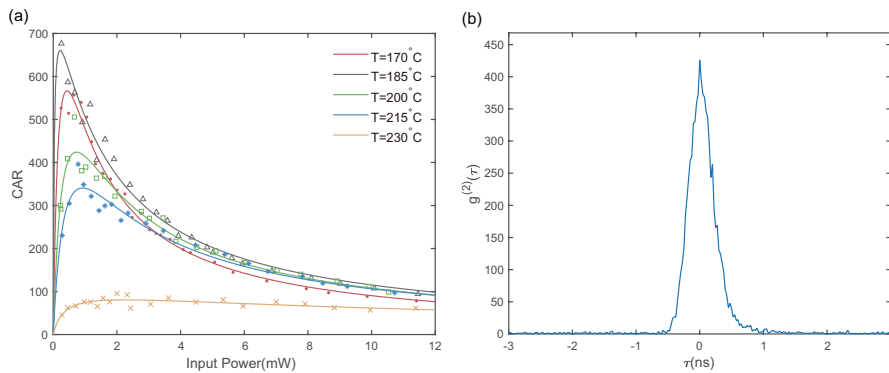 (a)
700
600
500
400
300
200
100
0
CAR
0 2 4 6 8 10 12
Input Power(mW)
T=170°C
T=185°C
T=200°C
T=215°C
T=230°C
(b)
450
400
350
300
250
200
150
100
50
0
g(2)(τ)
-3 -2 -1 0 1 2
τ(ns)